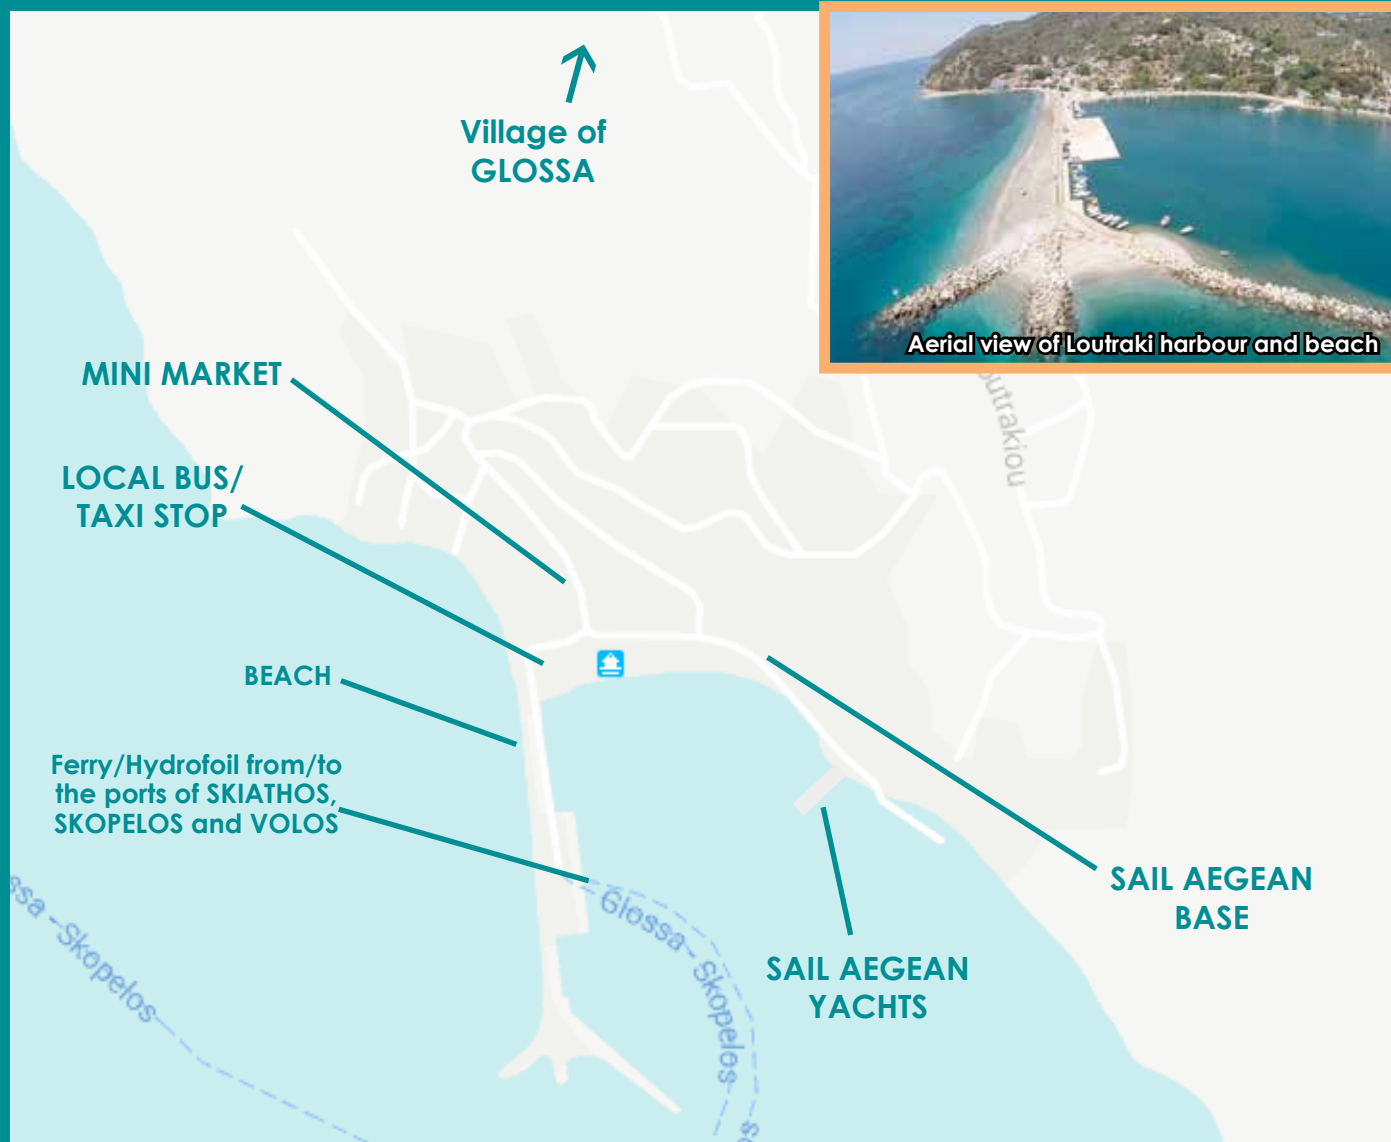 Village of
GLOSSA
Aerial view of Loutraki harbour and beach
MINI MARKET
outrakiou
LOCAL BUS/
TAXI STOP
BEACH
Ferry/Hydrofoil from/to
the ports of SKIATHOS,
SKOPELOS and VOLOS
SAIL AEGEAN
BASE
SAIL AEGEAN
YACHTS
ssa - Skopelos
Glossa - Skopelos
os